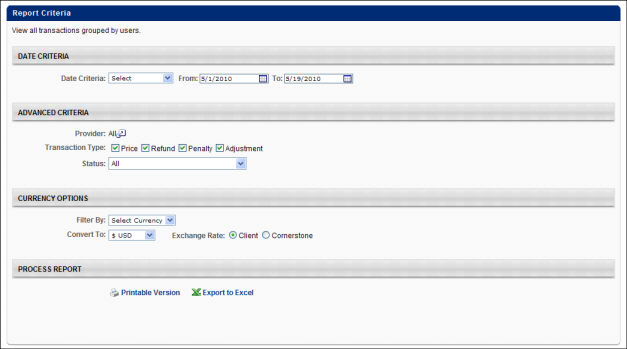 Report Criteria
View all transactions grouped by users.
DATE CRITERIA
Date Criteria: Select From: 5/1/2010 To: 5/19/2010
ADVANCED CRITERIA
Provider: All
Transaction Type: Price Refund Penalty Adjustment
Status: All
CURRENCY OPTIONS
Filter By: Select Currency
Convert To: $ USD Exchange Rate: Client Cornerstone
PROCESS REPORT
Printable Version Export to Excel